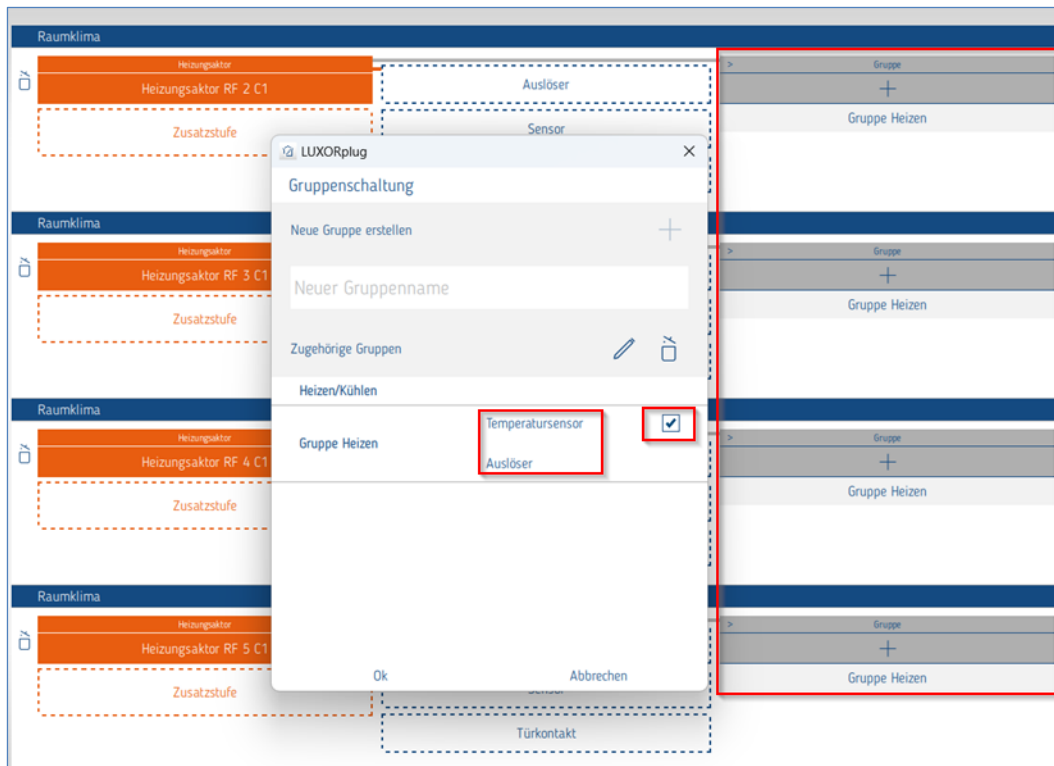 Raumklima
Heizungsaktor
Heizungsaktor RF 2 C1
Zusatzstufe
Auslöser
Sensor
> Gruppe
Gruppe Heizen
LUXORplug
Gruppenschaltung
Neue Gruppe erstellen
Neuer Gruppenname
Zugehörige Gruppen
Heizen/Kühlen
Gruppe Heizen
Temperatursensor
Auslöser
Ok
Abbrechen
Raumklima
Heizungsaktor
Heizungsaktor RF 3 C1
Zusatzstufe
> Gruppe
Gruppe Heizen
Raumklima
Heizungsaktor
Heizungsaktor RF 4 C1
Zusatzstufe
> Gruppe
Gruppe Heizen
Raumklima
Heizungsaktor
Heizungsaktor RF 5 C1
Zusatzstufe
Sensor
Türkontakt
> Gruppe
Gruppe Heizen